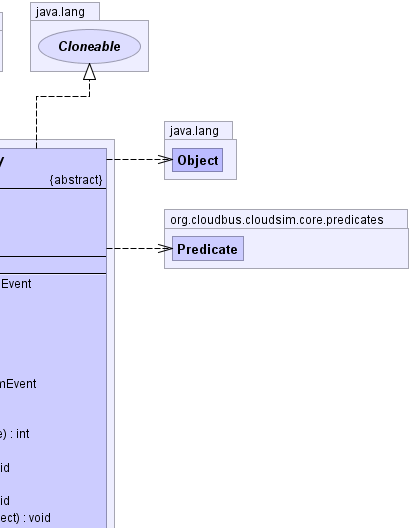 java.lang
Cloneable
java.lang
y
Object
{abstract}
org.cloudbus.cloudsim.core.predicates
Predicate
Event
mEvent
e) : int
id
id
ect) : void